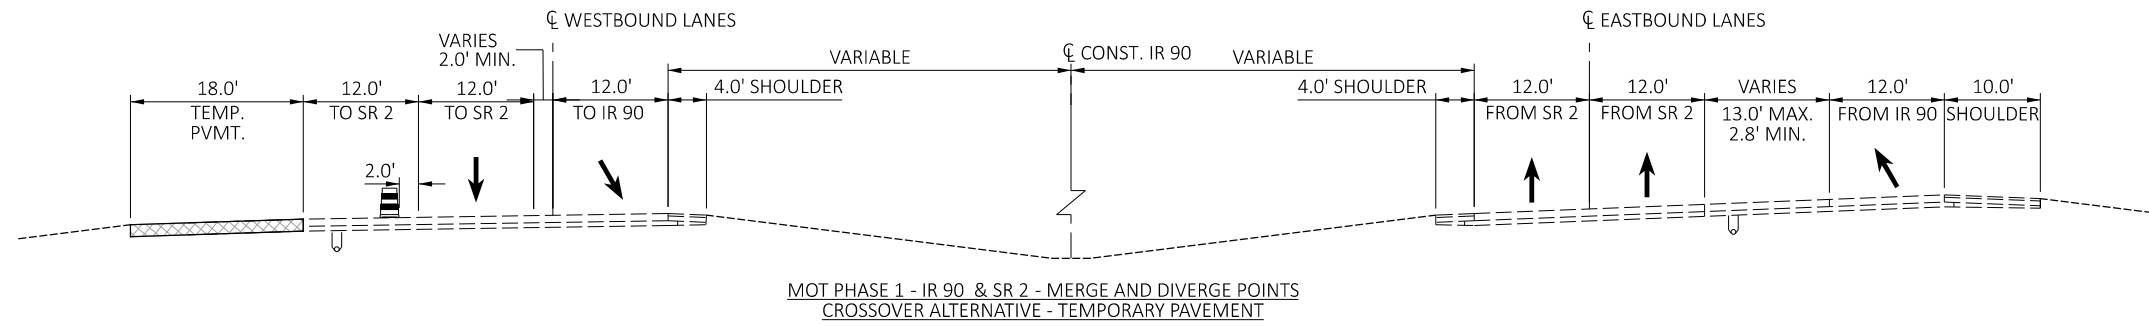 ℄ WESTBOUND LANES
℄ EASTBOUND LANES
VARIES
2.0' MIN.
VARIABLE
℄ CONST. IR 90
VARIABLE
18.0'
TEMP.
PVMT.
12.0'
TO SR 2
12.0'
TO SR 2
12.0'
TO IR 90
4.0' SHOULDER
4.0' SHOULDER
12.0'
FROM SR 2
12.0'
FROM SR 2
VARIES
13.0' MAX.
2.8' MIN.
12.0'
FROM IR 90
10.0'
SHOULDER
2.0'
MOT PHASE 1 - IR 90 & SR 2 - MERGE AND DIVERGE POINTS
CROSSOVER ALTERNATIVE - TEMPORARY PAVEMENT